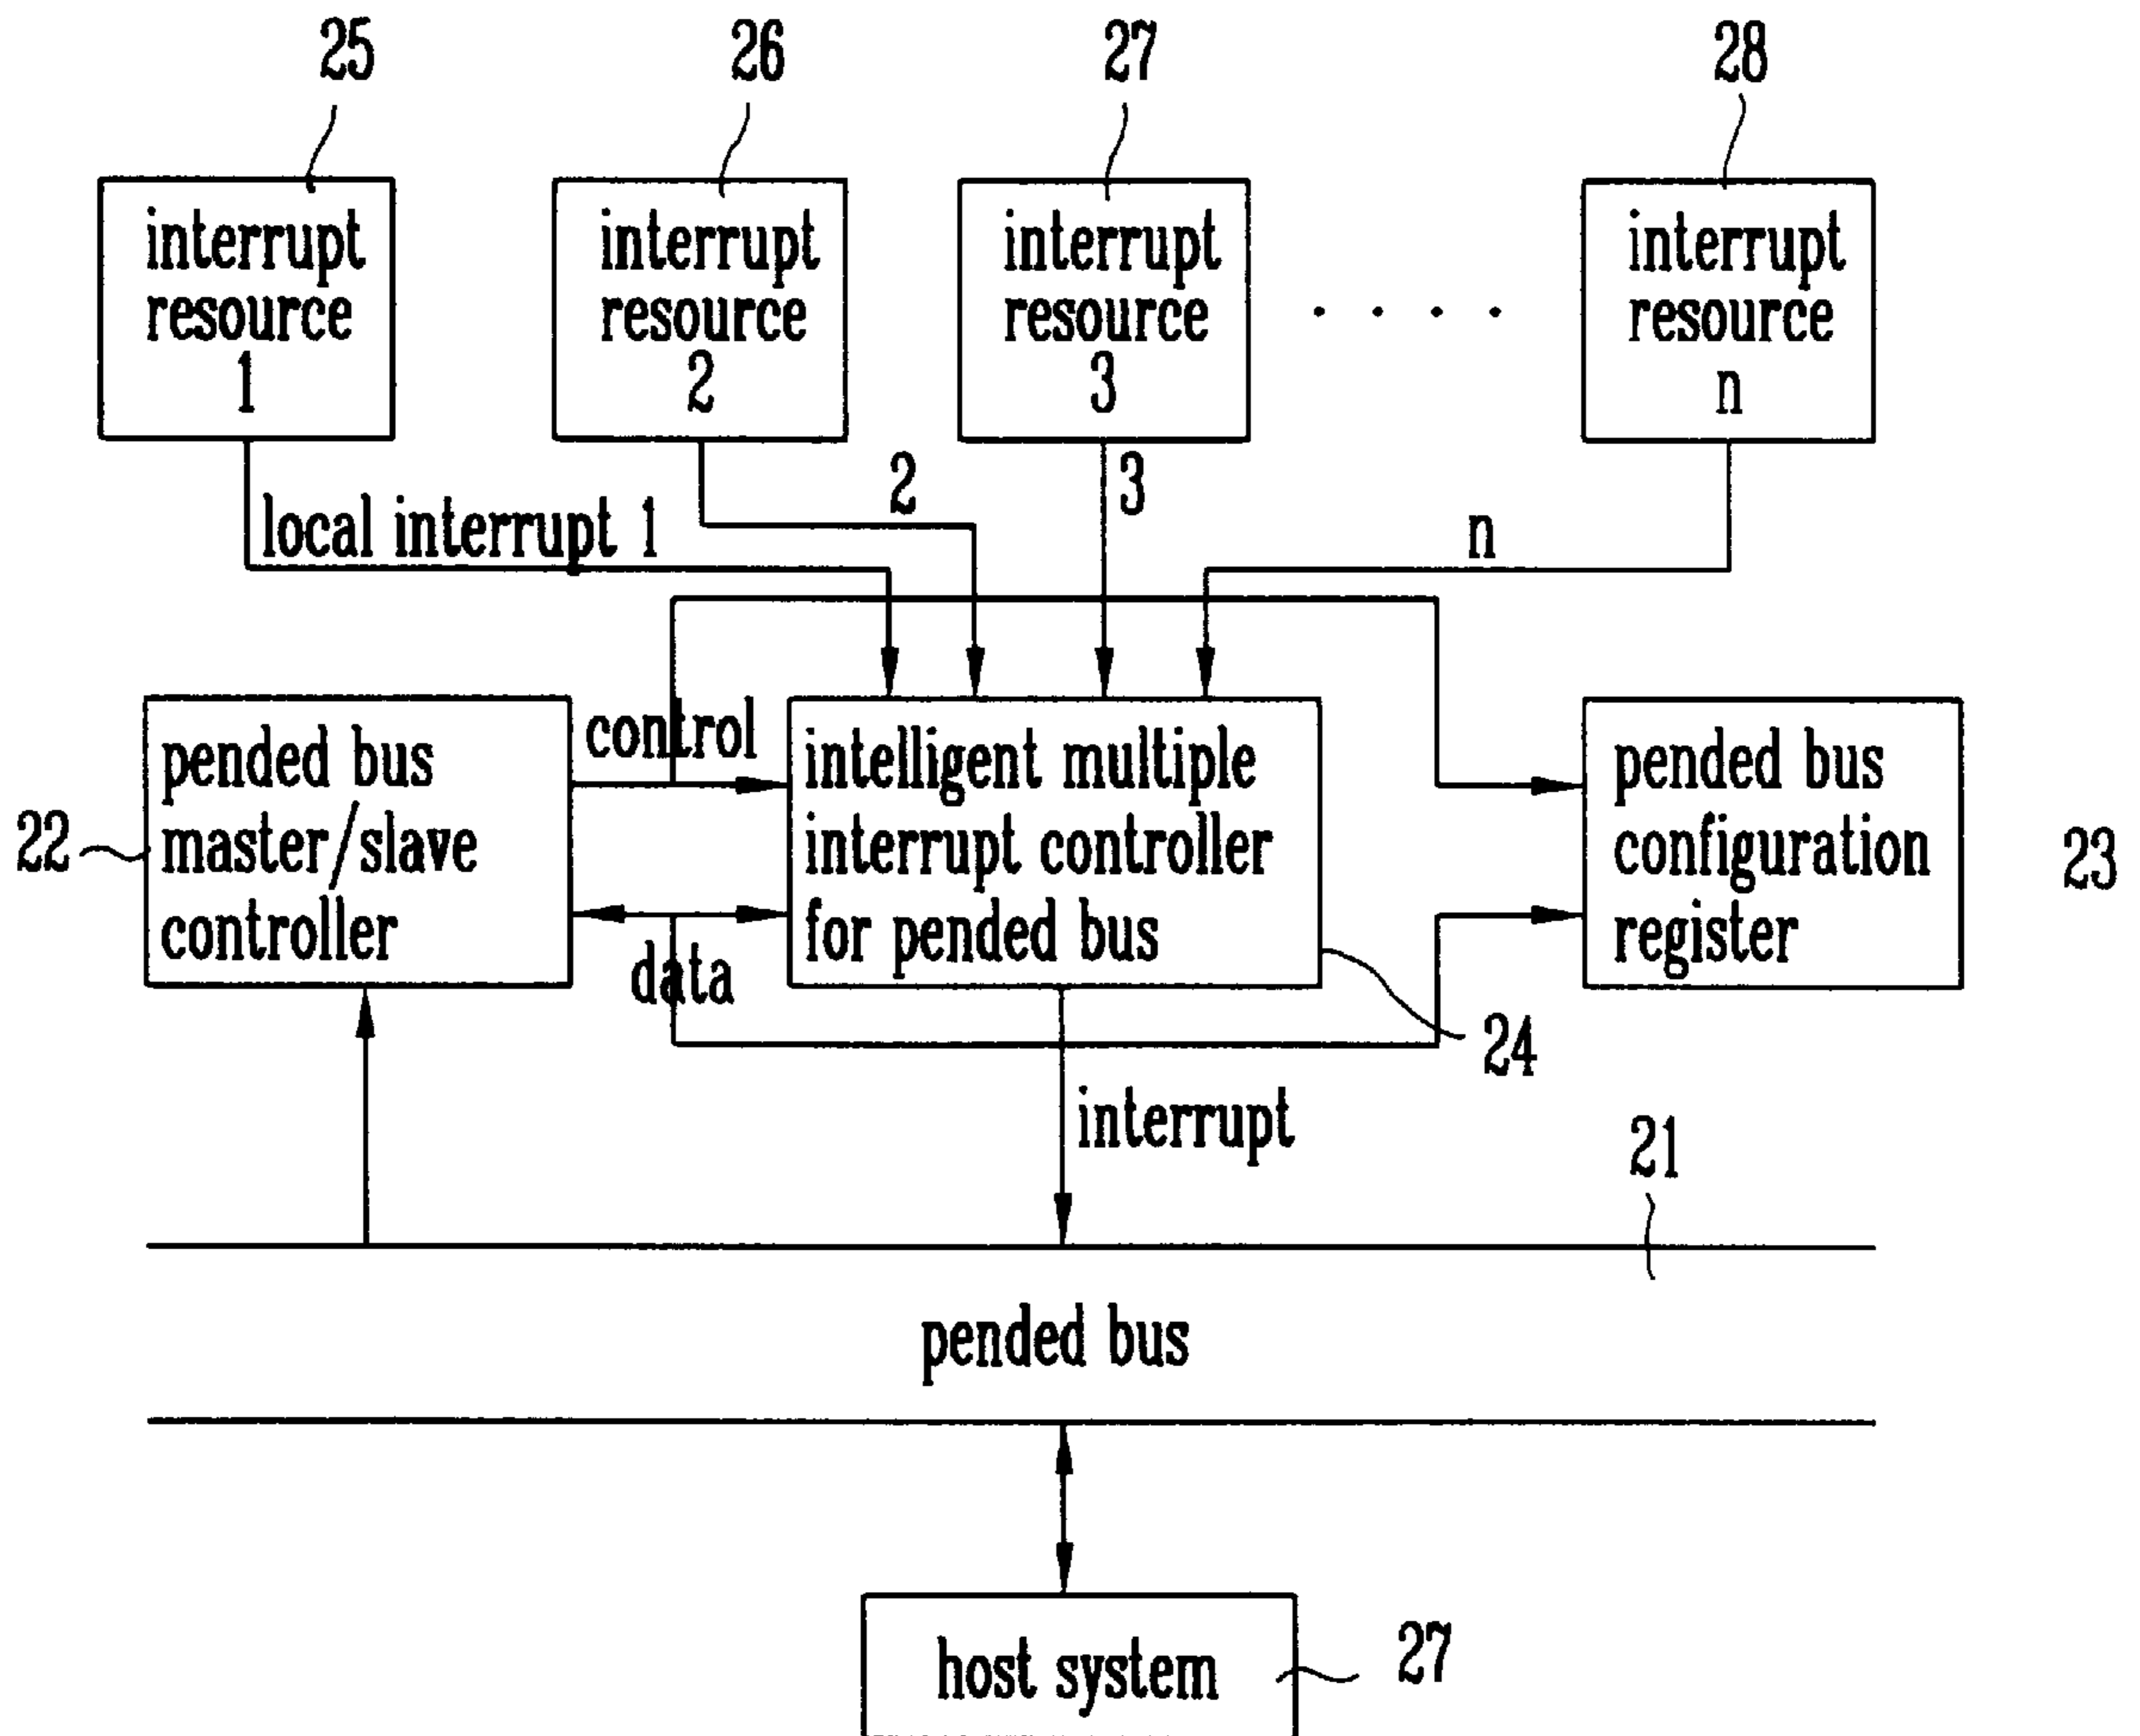 25
26
27
28
interrupt
resource
1
interrupt
resource
2
interrupt
resource
3
interrupt
resource
n
local interrupt 1
2
3
n
pended bus
master/slave
controller
22
control
data
intelligent multiple
interrupt controller
for pended bus
24
pended bus
configuration
register
23
interrupt
21
pended bus
host system
27